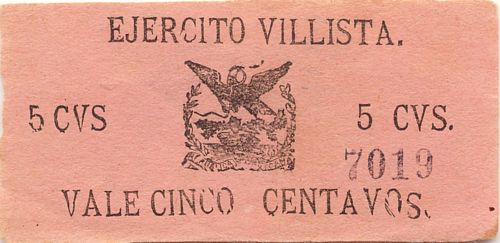 EJERCITO VILLISTA.
5 CVS 5 CVS.
7019
VALE CINCO CENTAVOS.